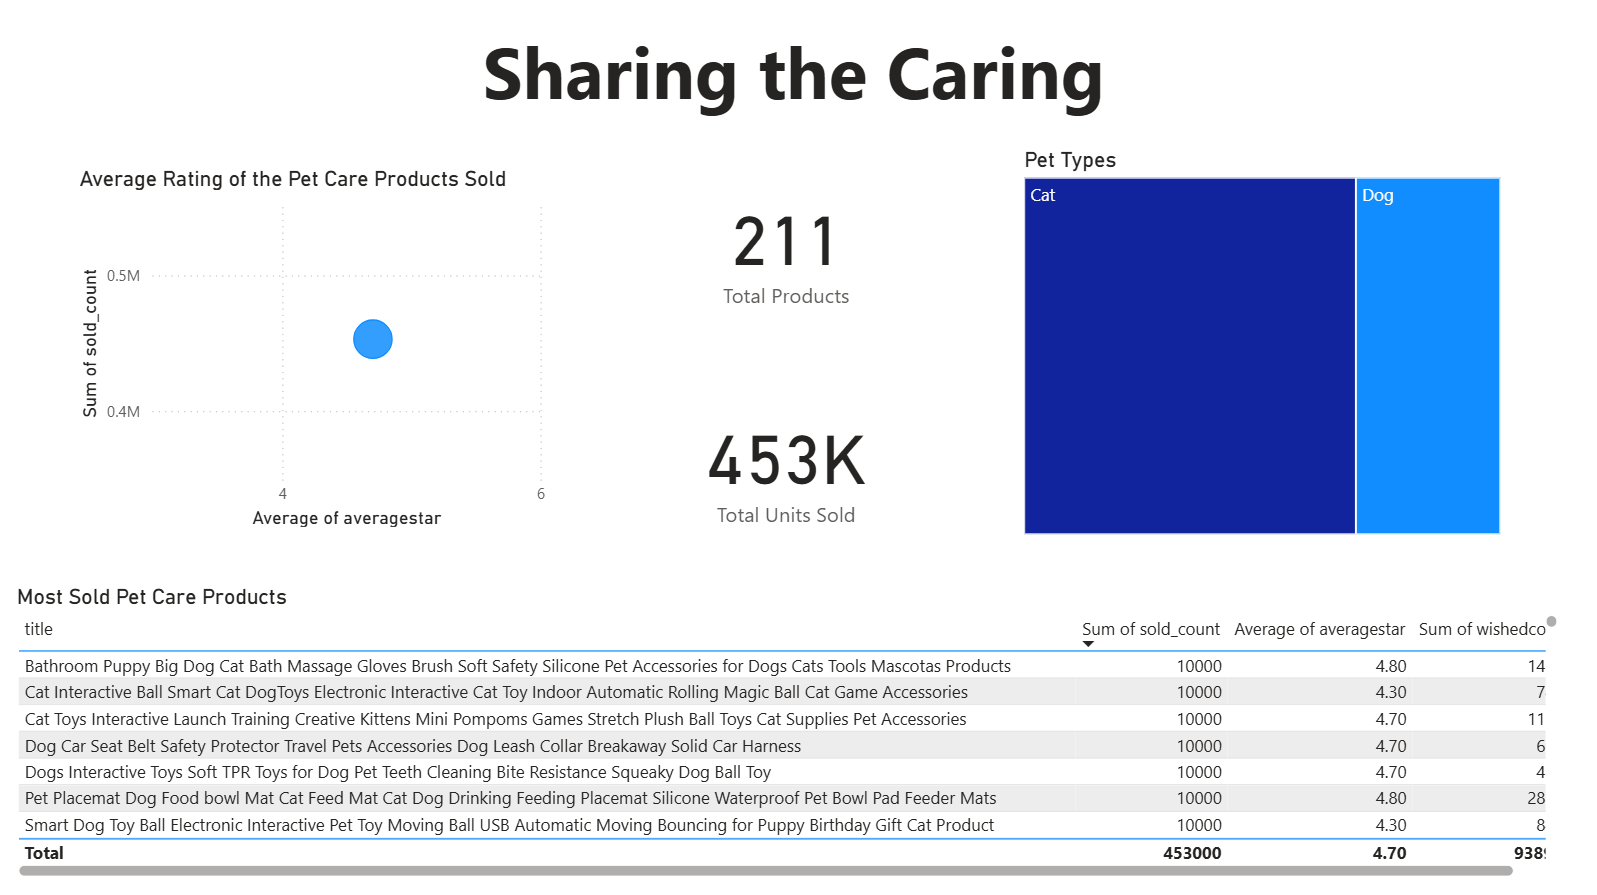 Sharing the Caring
Average Rating of the Pet Care Products Sold
Sum of sold_count
0.5M
0.4M
4
6
Average of averagestar
211
Total Products
453K
Total Units Sold
Pet Types
Cat
Dog
Most Sold Pet Care Products
title Sum of sold_count Average of averagestar Sum of wishedco
Bathroom Puppy Big Dog Cat Bath Massage Gloves Brush Soft Safety Silicone Pet Accessories for Dogs Cats Tools Mascotas Products 10000 4.80 14
Cat Interactive Ball Smart Cat DogToys Electronic Interactive Cat Toy Indoor Automatic Rolling Magic Ball Cat Game Accessories 10000 4.30 7
Cat Toys Interactive Launch Training Creative Kittens Mini Pompoms Games Stretch Plush Ball Toys Cat Supplies Pet Accessories 10000 4.70 11
Dog Car Seat Belt Safety Protector Travel Pets Accessories Dog Leash Collar Breakaway Solid Car Harness 10000 4.70 6
Dogs Interactive Toys Soft TPR Toys for Dog Pet Teeth Cleaning Bite Resistance Squeaky Dog Ball Toy 10000 4.70 4
Pet Placemat Dog Food bowl Mat Cat Feed Mat Cat Dog Drinking Feeding Placemat Silicone Waterproof Pet Bowl Pad Feeder Mats 10000 4.80 28
Smart Dog Toy Ball Electronic Interactive Pet Toy Moving Ball USB Automatic Moving Bouncing for Puppy Birthday Gift Cat Product 10000 4.30 8
Total 453000 4.70 938